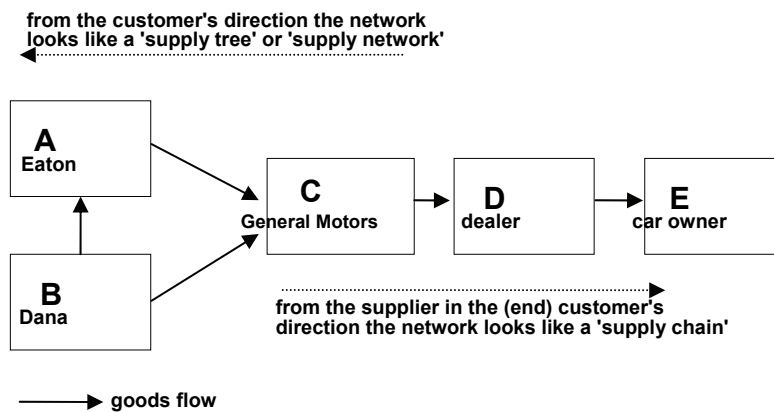 from the customer's direction the network
looks like a 'supply tree' or 'supply network'
A
Eaton
B
Dana
C
General Motors
D
dealer
E
car owner
from the supplier in the (end) customer's
direction the network looks like a 'supply chain'
goods flow